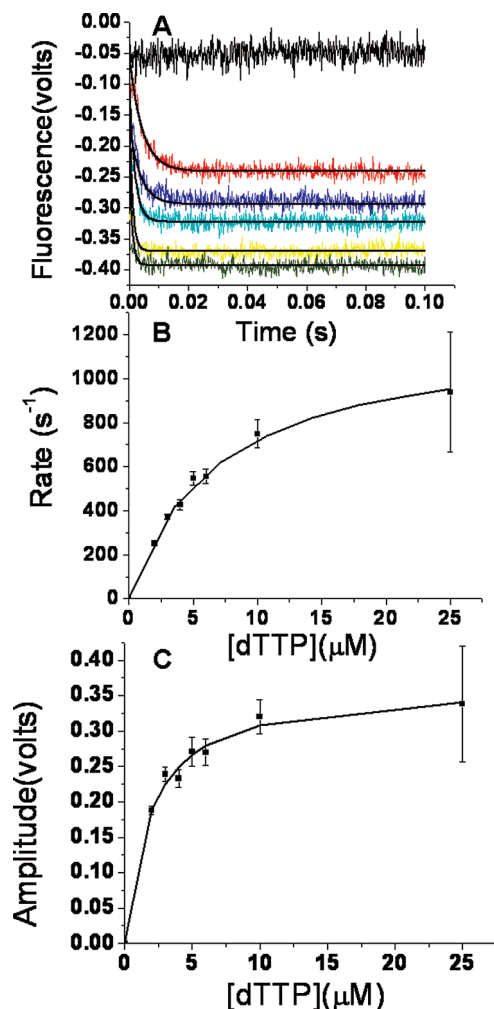 A
-0.05
-0.00
-0.05
-0.10
-0.15
-0.20
-0.25
-0.30
-0.35
-0.40
Fluorescence(volts)
0.00 0.02 0.04 0.06 0.08 0.10
Time (s)
B
1200
1000
800
600
400
200
0
Rate (s⁻¹)
0 5 10 15 20 25
[dTTP](µM)
C
0.40
0.35
0.30
0.25
0.20
0.15
0.10
0.05
0.00
Amplitude(volts)
0 5 10 15 20 25
[dTTP](µM)